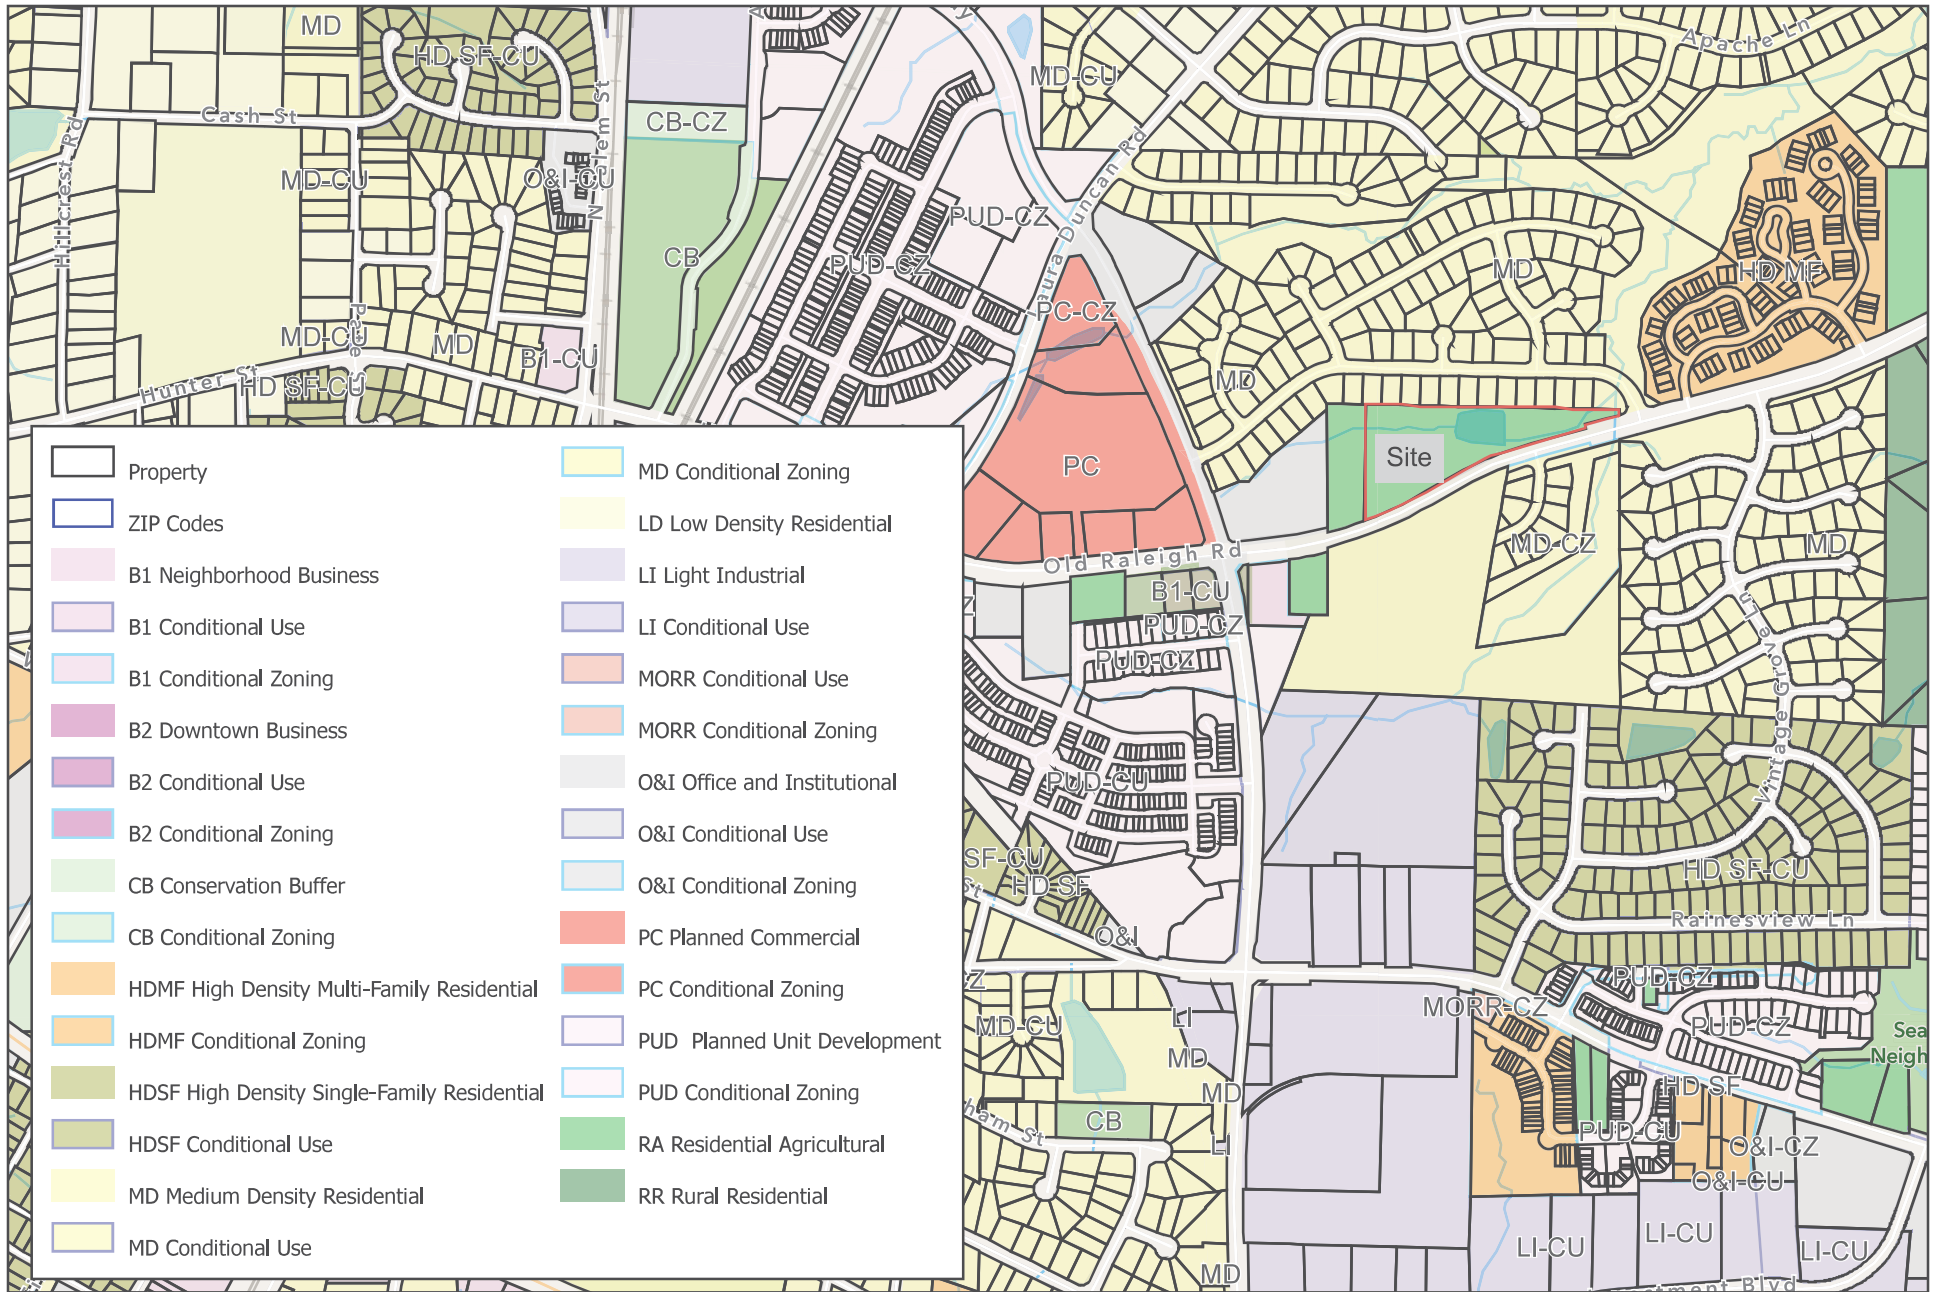 MD
HD SF-CU
MD-CU
Apache Ln
Cash St
CB-CZ
N Salem St
Hillcrest Rd
MD-CU
O&I-CU
Laura Duncan Rd
PUD-CZ
CB
PUD-CZ
MD
HD MF
PC-CZ
MD-CU
MD
B1-CU
MD
Hunter St
HD SF-CU
PC
Site
Old Raleigh Rd
MD-CZ
MD
B1-CU
PUD-CZ
PUD-CZ
PUD-CU
Vintage Grove Ln
SF-CU
HD SF
HD SF-CU
St
O&I
Rainesview Ln
CZ
PUD-CZ
MORR-CZ
MD-CU
LI
PUD-CZ
Sea
Neigh
MD
MD
HD SF
CB
ham St
LI
PUD-CU
O&I-CZ
O&I-CU
LI-CU
LI-CU
LI-CU
MD
stment Blvd
Property
ZIP Codes
B1 Neighborhood Business
B1 Conditional Use
B1 Conditional Zoning
B2 Downtown Business
B2 Conditional Use
B2 Conditional Zoning
CB Conservation Buffer
CB Conditional Zoning
HDMF High Density Multi-Family Residential
HDMF Conditional Zoning
HDSF High Density Single-Family Residential
HDSF Conditional Use
MD Medium Density Residential
MD Conditional Use
MD Conditional Zoning
LD Low Density Residential
LI Light Industrial
LI Conditional Use
MORR Conditional Use
MORR Conditional Zoning
O&I Office and Institutional
O&I Conditional Use
O&I Conditional Zoning
PC Planned Commercial
PC Conditional Zoning
PUD Planned Unit Development
PUD Conditional Zoning
RA Residential Agricultural
RR Rural Residential